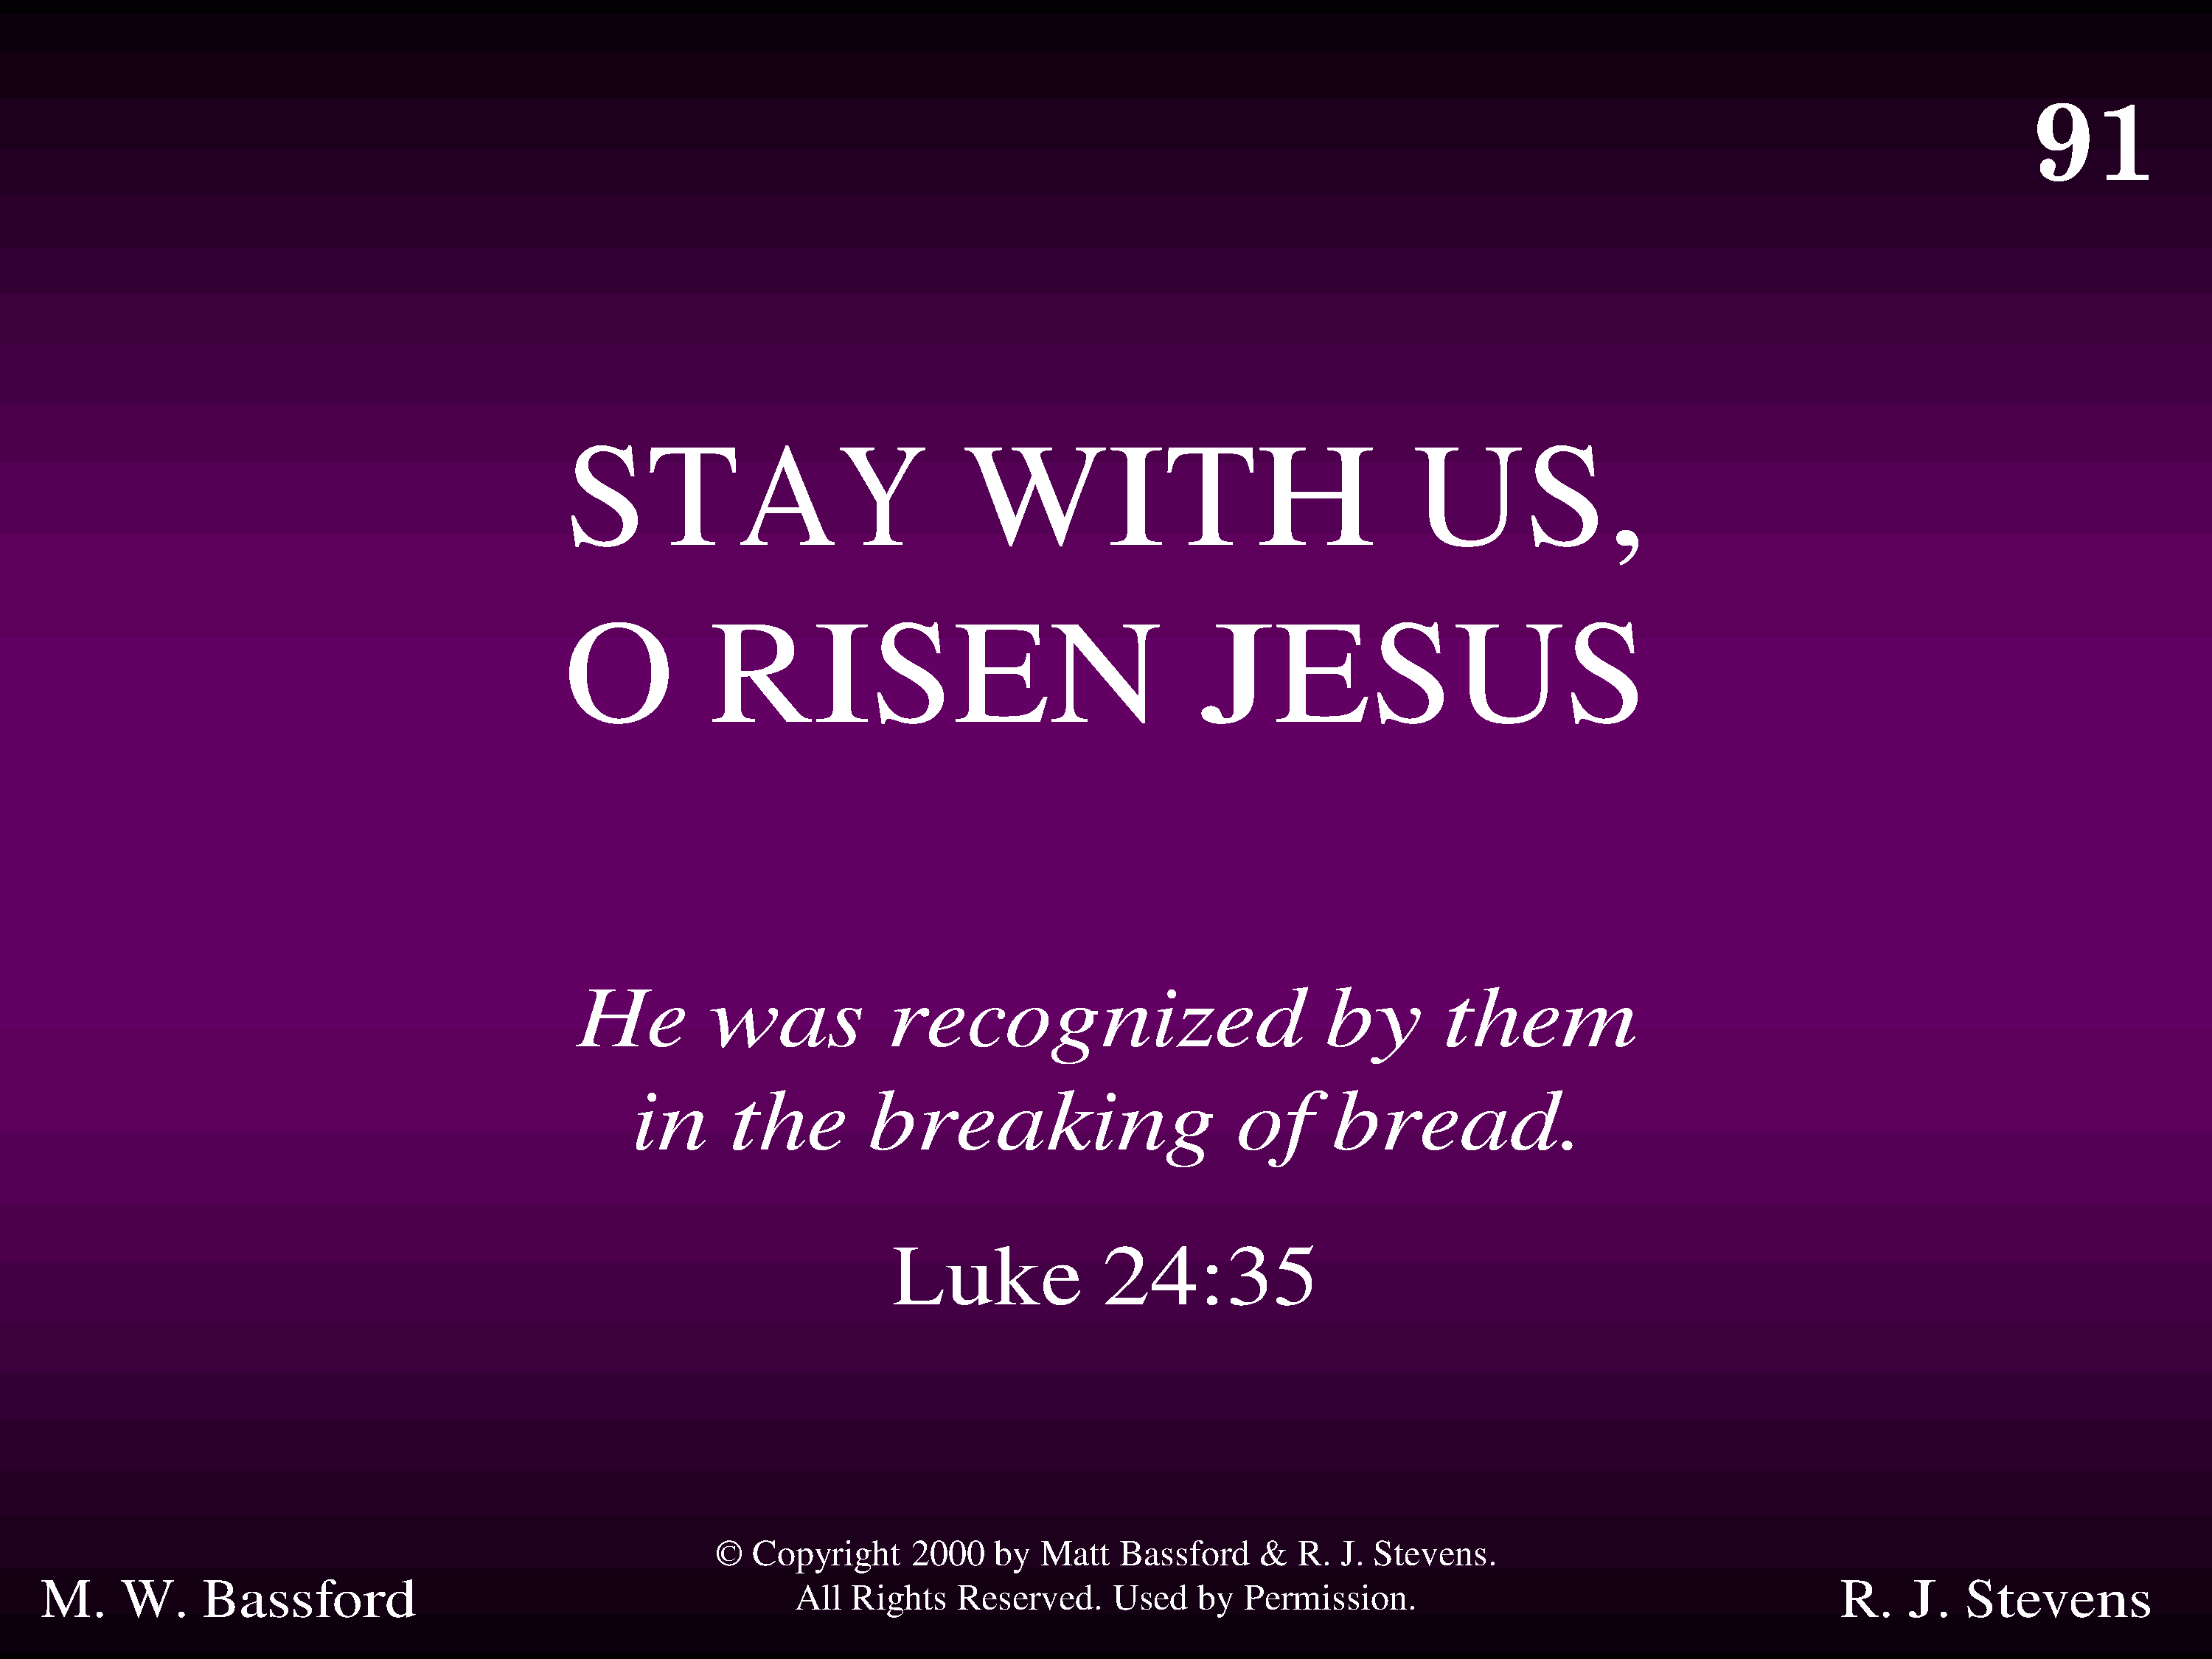 91
STAY WITH US,
O RISEN JESUS
He was recognized by them
in the breaking of bread.
Luke 24:35
© Copyright 2000 by Matt Bassford & R. J. Stevens.
All Rights Reserved. Used by Permission.
M. W. Bassford
R. J. Stevens